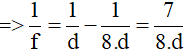 => 1/f = 1/d - 1/8.d = 7/8.d